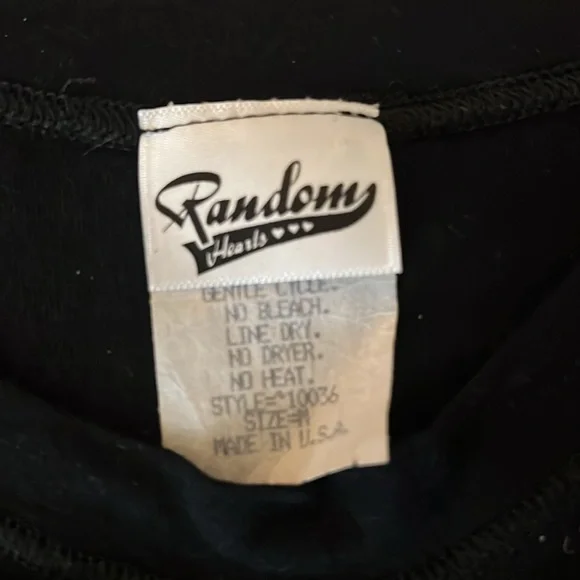 Random
Hearts
GENTLE CYCLE.
NO BLEACH.
LINE DRY.
NO DRYER.
NO HEAT.
STYLE=^10036
SIZE=M
MADE IN U.S.A.